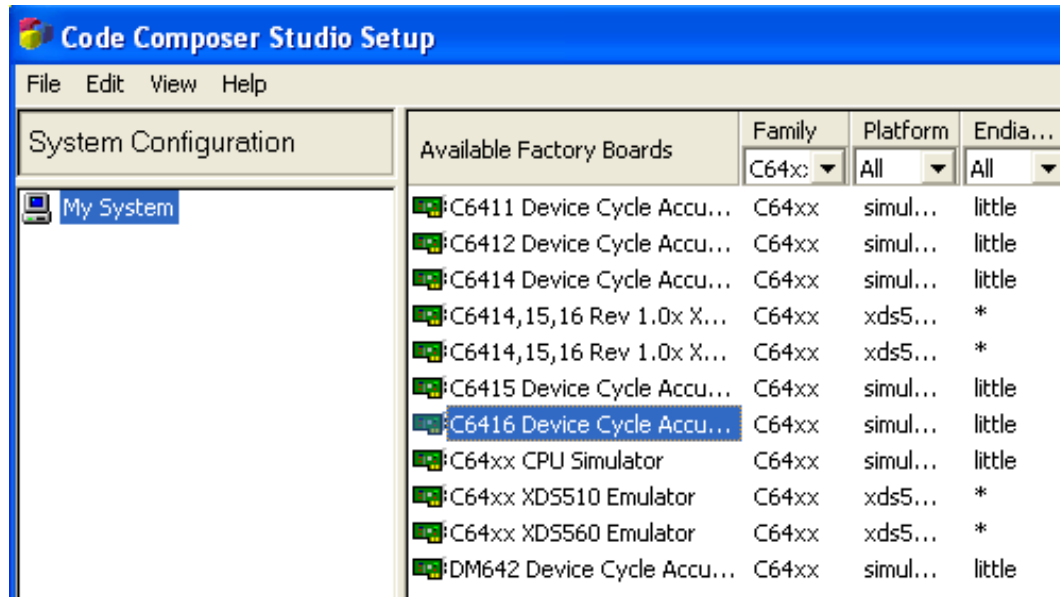 Code Composer Studio Setup
File Edit View Help
System Configuration
My System
Available Factory Boards Family Platform Endia...
C64x All All
C6411 Device Cycle Accu... C64xx simul... little
C6412 Device Cycle Accu... C64xx simul... little
C6414 Device Cycle Accu... C64xx simul... little
C6414,15,16 Rev 1.0x X... C64xx xds5... *
C6414,15,16 Rev 1.0x X... C64xx xds5... *
C6415 Device Cycle Accu... C64xx simul... little
C6416 Device Cycle Accu... C64xx simul... little
C64xx CPU Simulator C64xx simul... little
C64xx XDS510 Emulator C64xx xds5... *
C64xx XDS560 Emulator C64xx xds5... *
DM642 Device Cycle Accu... C64xx simul... little